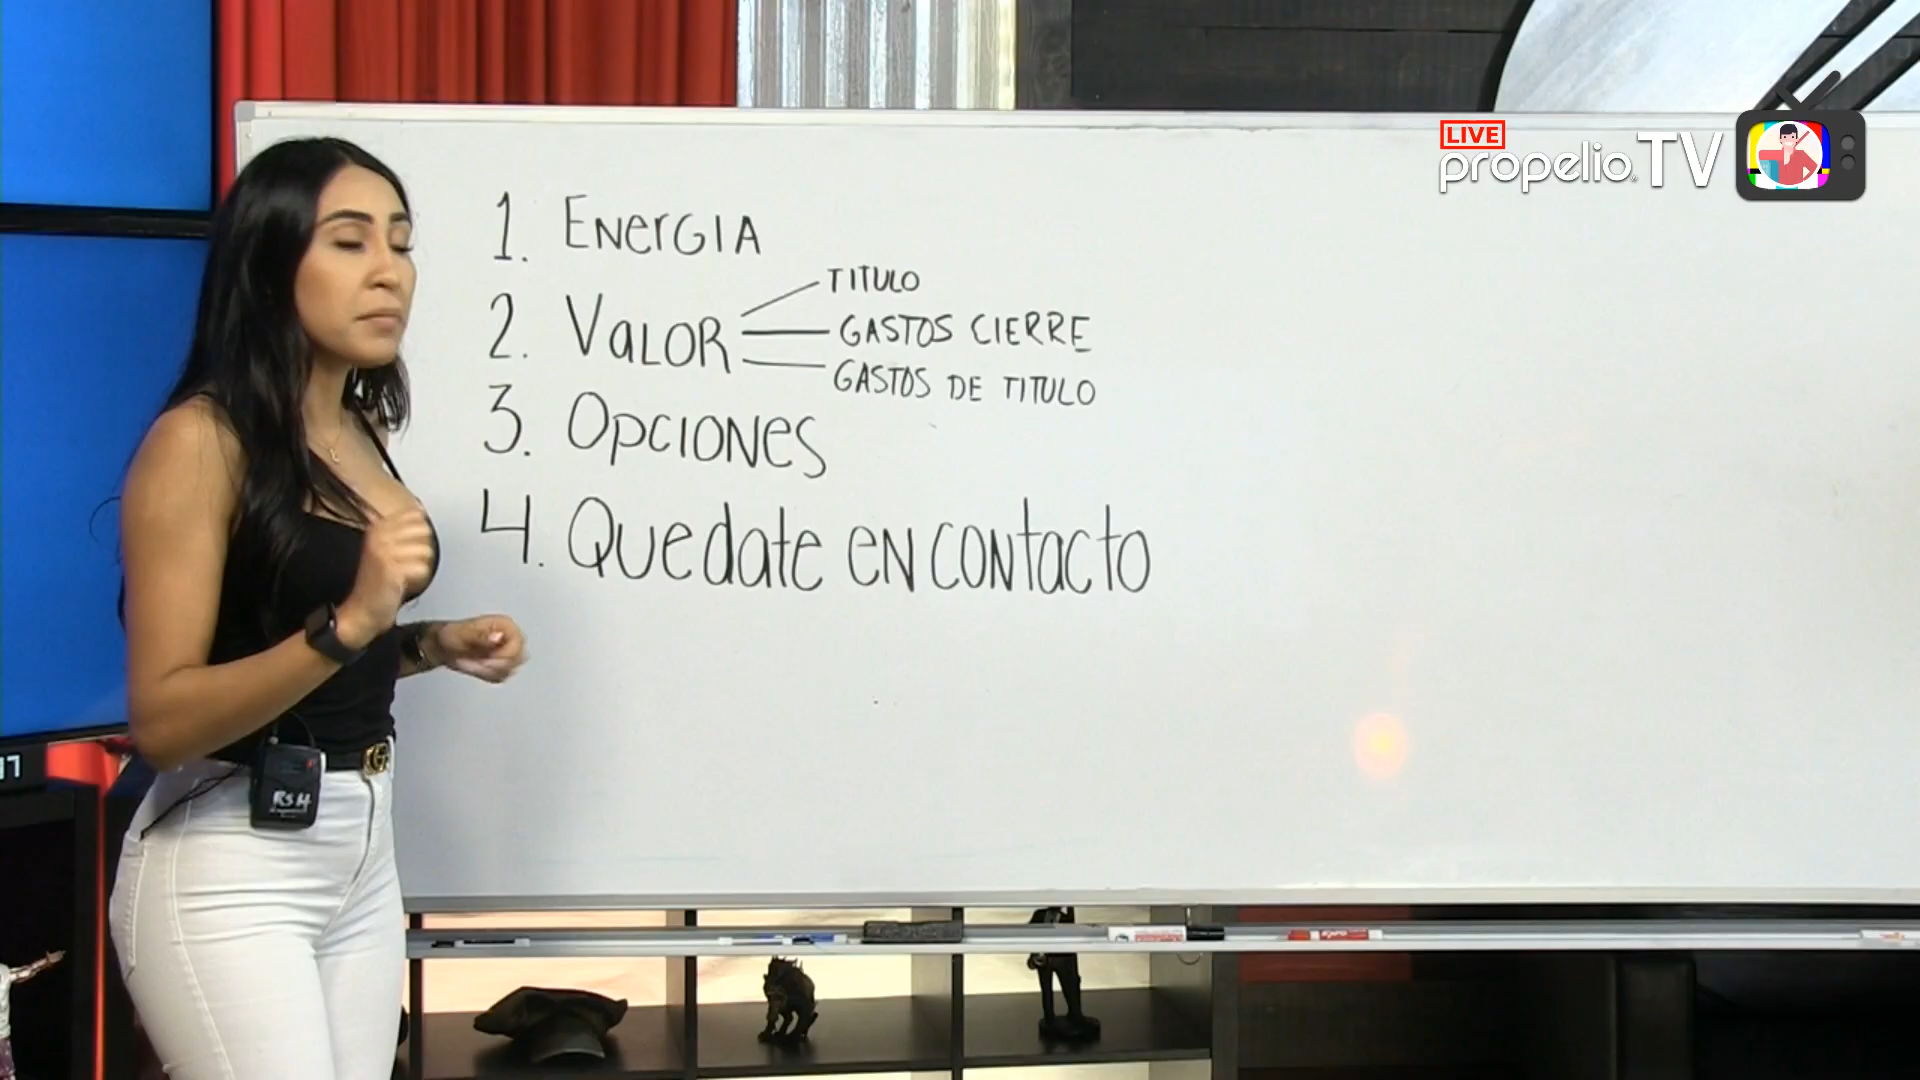 LIVE
propelio.TV
1. ENERGIA
2. VALOR
TITULO
GASTOS CIERRE
GASTOS DE TITULO
3. OPCIONES
4. Quedate en contacto
RSH